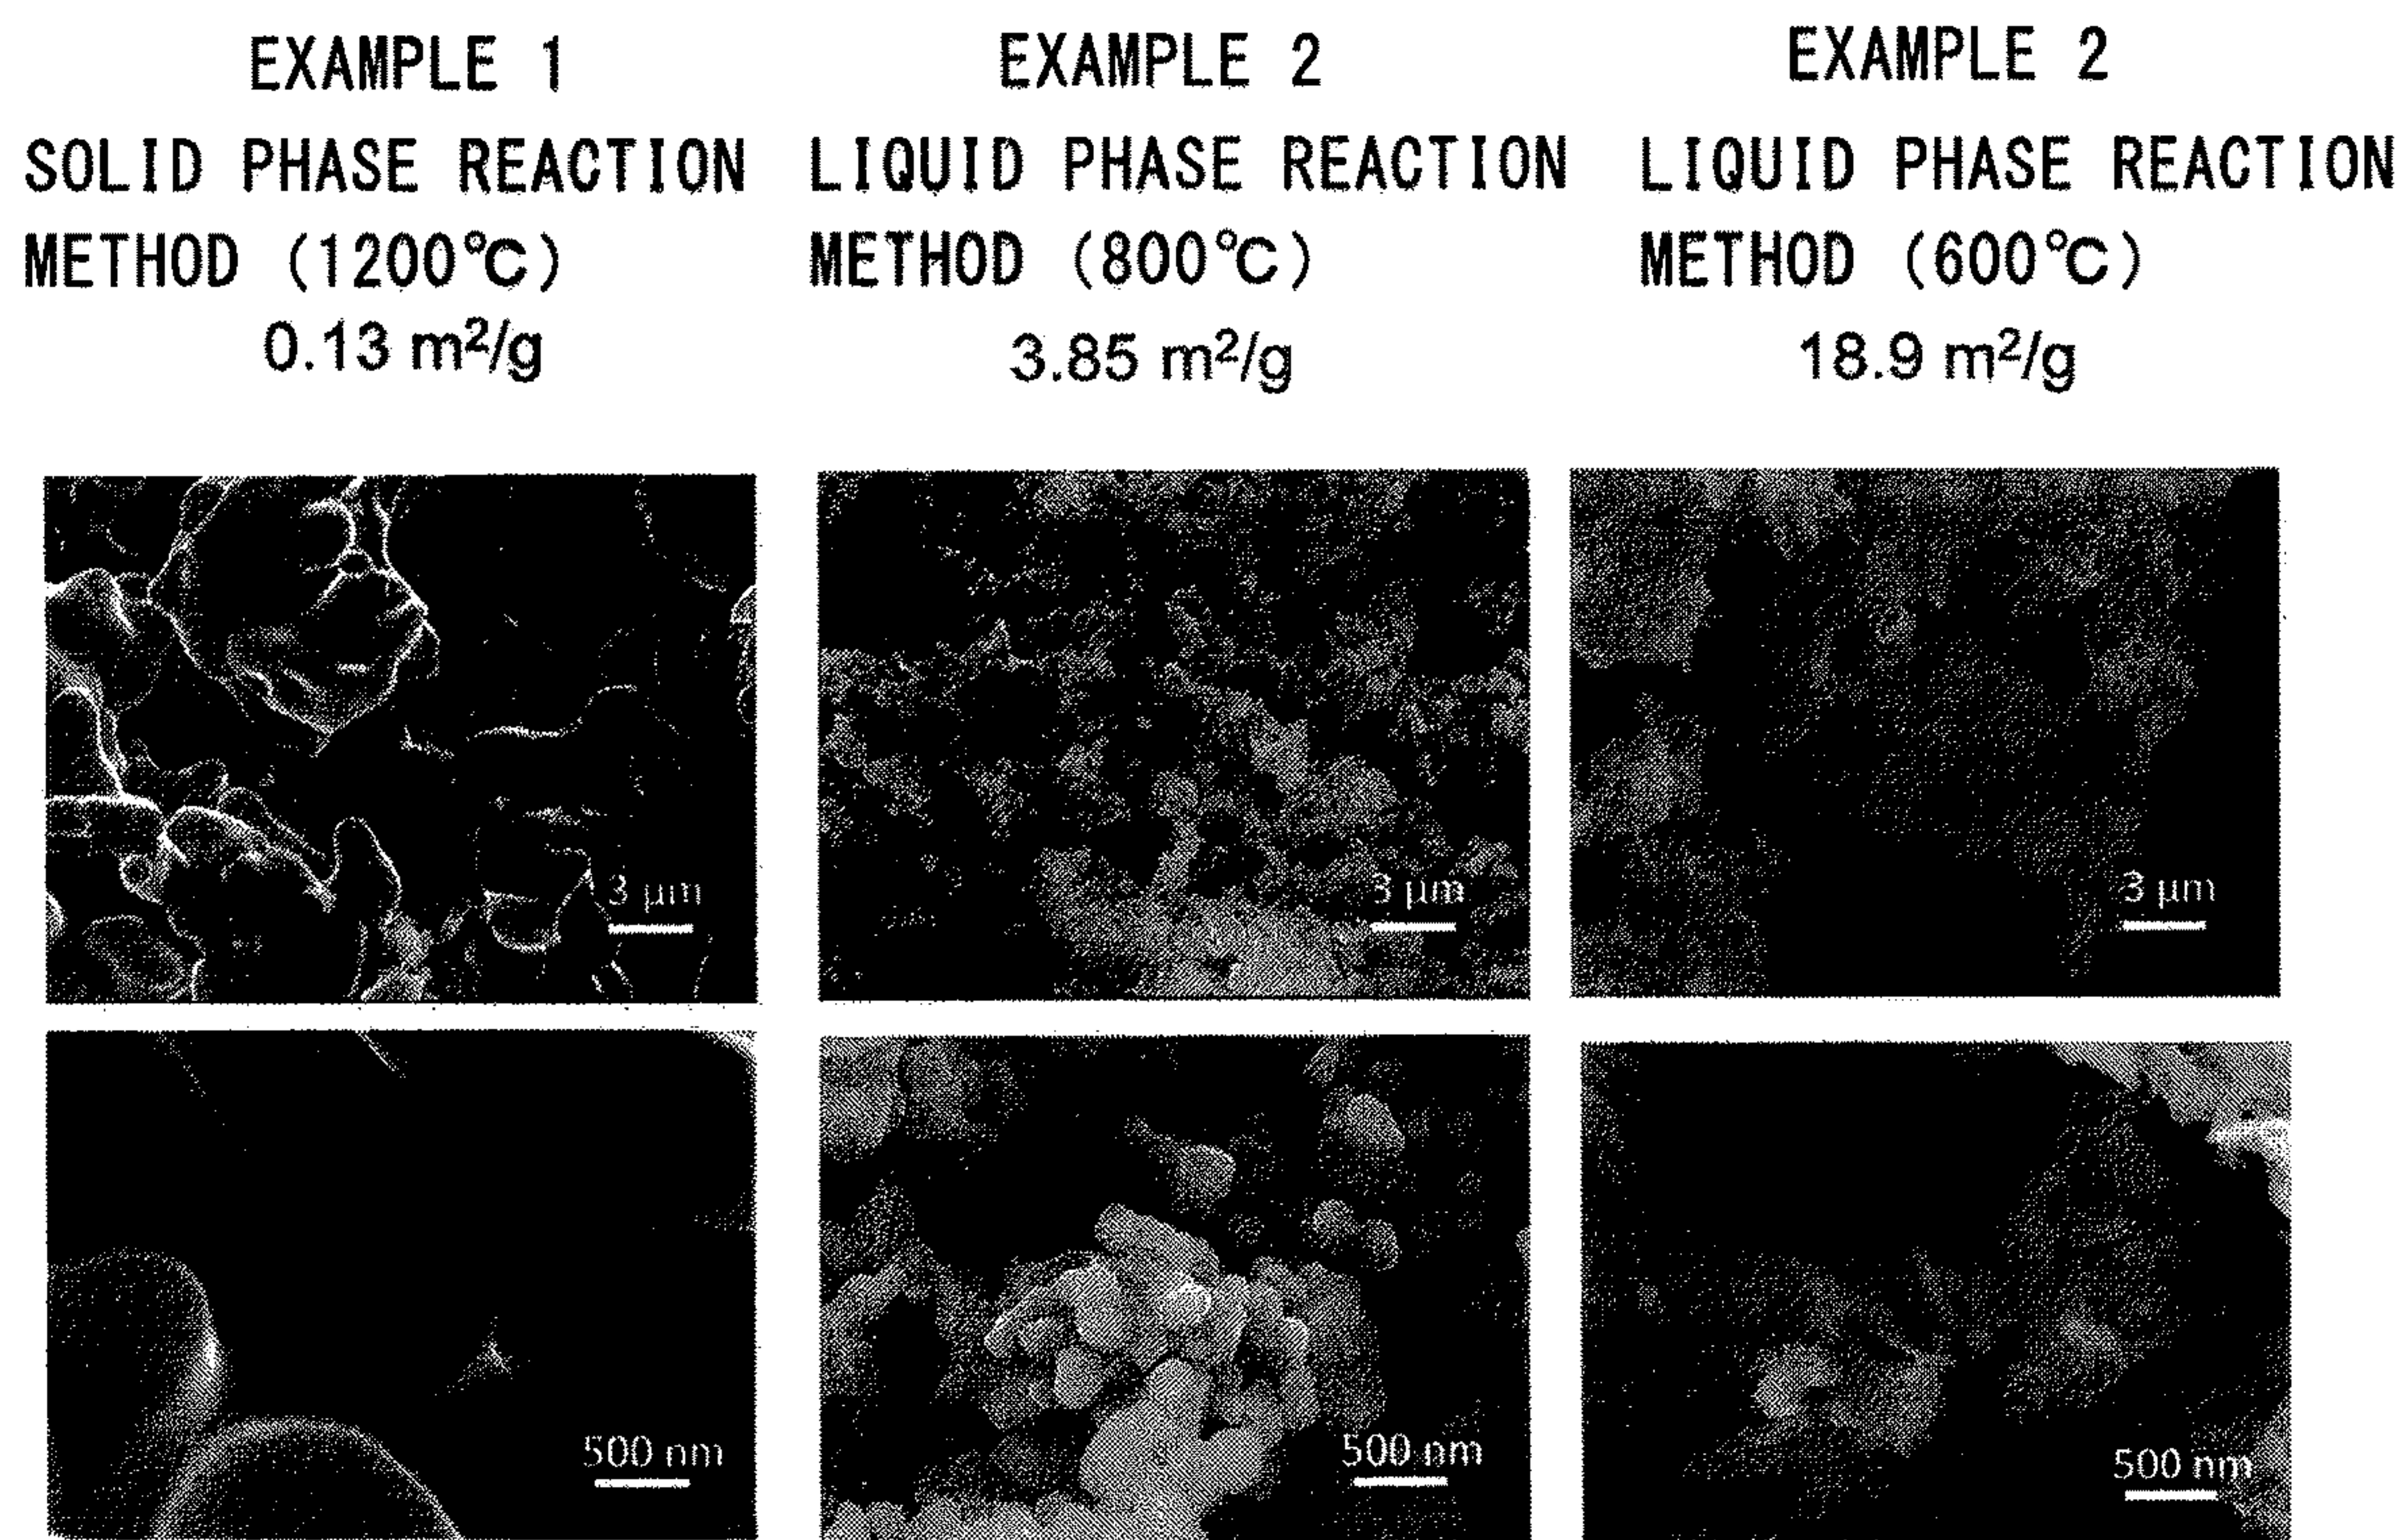 EXAMPLE 1
SOLID PHASE REACTION
METHOD (1200℃)
0.13 m²/g
EXAMPLE 2
LIQUID PHASE REACTION
METHOD (800℃)
3.85 m²/g
EXAMPLE 2
LIQUID PHASE REACTION
METHOD (600℃)
18.9 m²/g
3 μm
3 μm
3 μm
500 nm
500 nm
500 nm